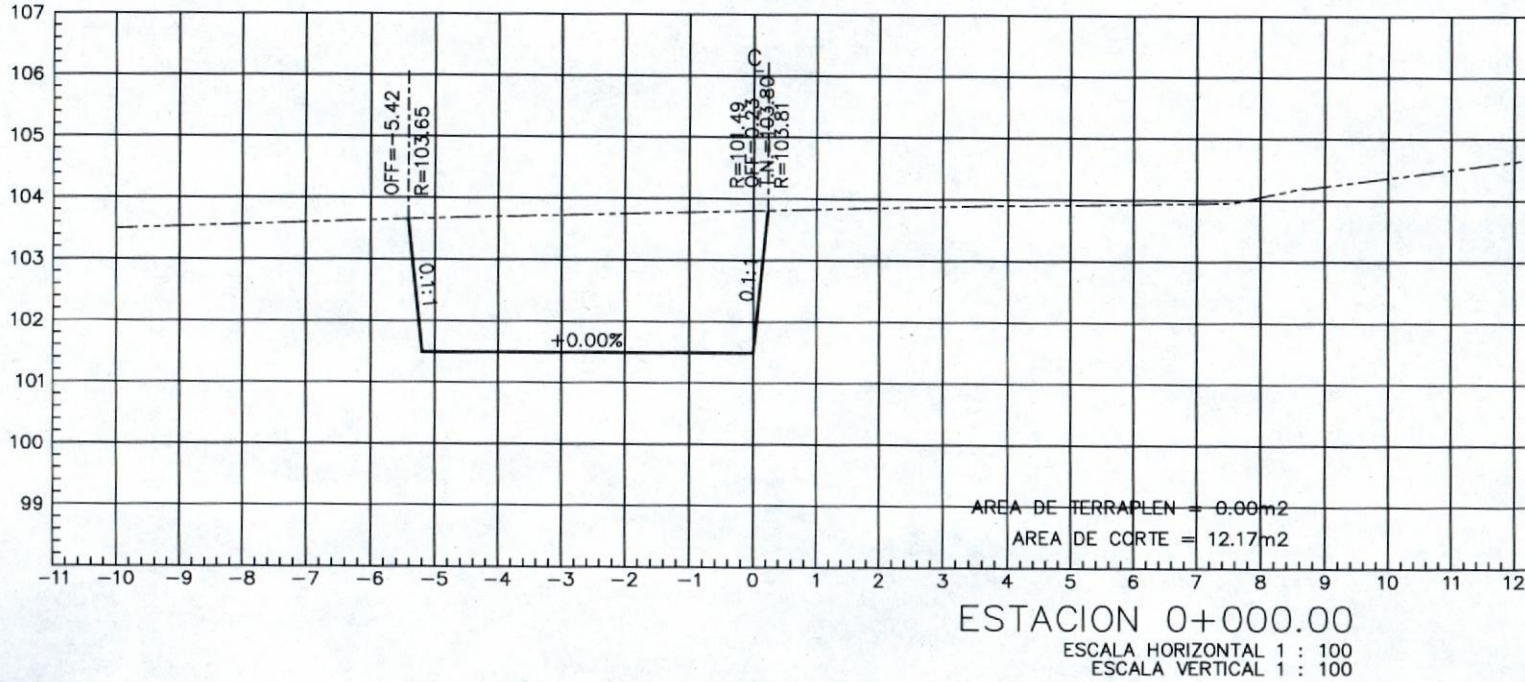 107
106
105
104
103
102
101
100
99
OFF=-5.42
R=103.65
R=101.49
OFF=0.23
T.N.=103.80
R=103.81
C
0.1:1
0.1:1
+0.00%
AREA DE TERRAPLEN = 0.00m2
AREA DE CORTE = 12.17m2
-11 -10 -9 -8 -7 -6 -5 -4 -3 -2 -1 0 1 2 3 4 5 6 7 8 9 10 11 12
ESTACION 0+000.00
ESCALA HORIZONTAL 1 : 100
ESCALA VERTICAL 1 : 100